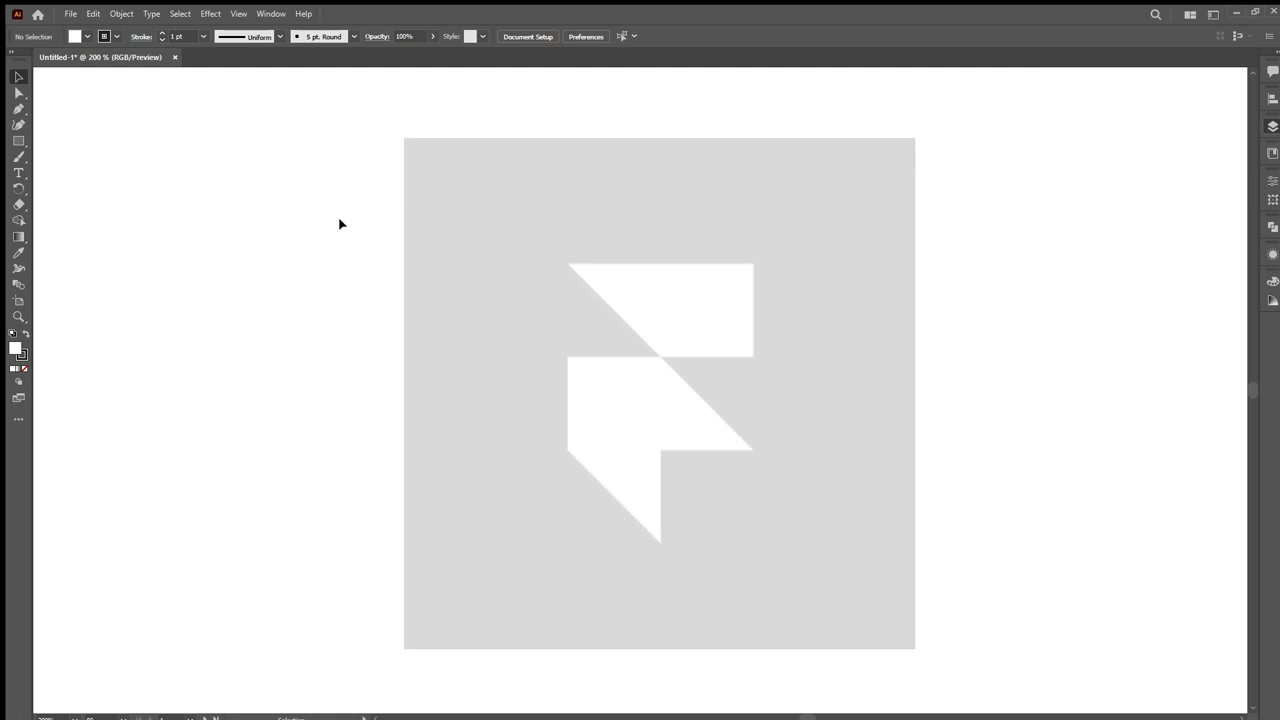 Ai File Edit Object Type Select Effect View Window Help
No Selection Stroke: 1 pt Uniform 5 pt. Round Opacity: 100% Style: Document Setup Preferences
Untitled-1* @ 200 % (RGB/Preview) ×